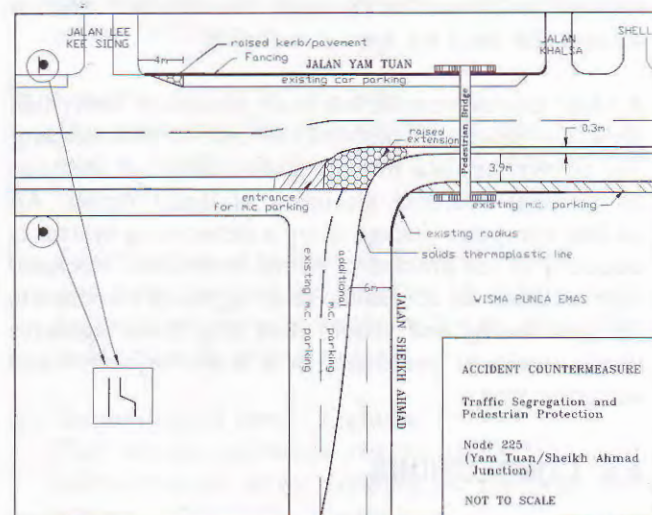 JALAN LEE
KEE SIONG
4m
raised kerb/pavement
Fancing
JALAN YAM TUAN
JALAN
KHALSA
SHELL
existing car parking
Pedestrian Bridge
raised
extension
0.3m
3.9m
entrance
for m.c. parking
existing m.c. parking
existing radius
solids thermoplastic line
existing m.c. parking
additional
m.c. parking
6m
JALAN SHEIKH AHMAD
VISMA PUNCA EMAS
ACCIDENT COUNTERMEASURE
Traffic Segregation and
Pedestrian Protection
Node 225
(Yam Tuan/Sheikh Ahmad
Junction)
NOT TO SCALE